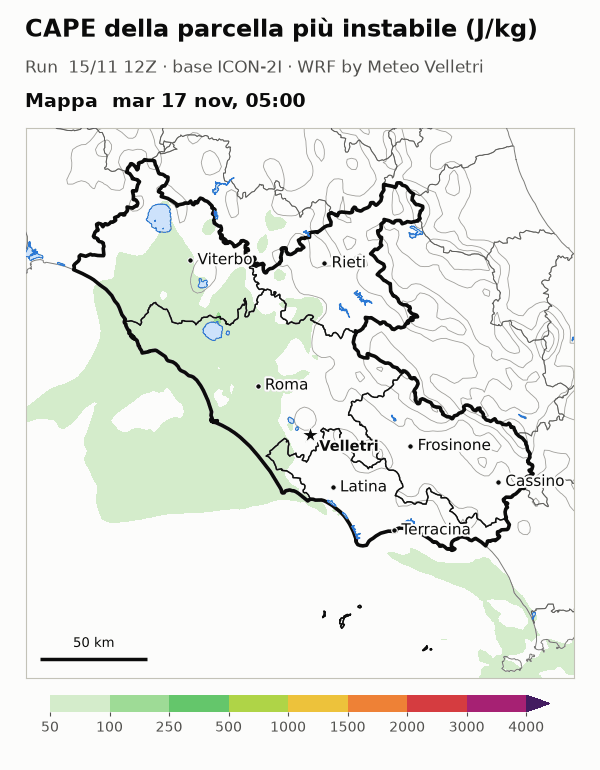 CAPE della parcella più instabile (J/kg)
Run  15/11 12Z · base ICON-2I · WRF by Meteo Velletri
Mappa  mar 17 nov, 05:00
Viterbo
Rieti
Roma
Velletri
Frosinone
Cassino
Latina
Terracina
50 km
50 100 250 500 1000 1500 2000 3000 4000